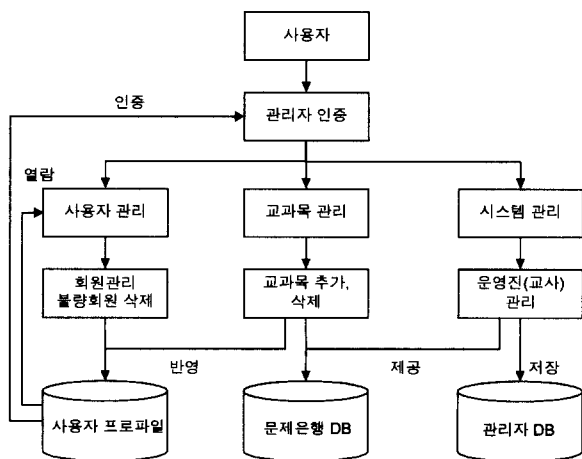 사용자
인증
관리자 인증
열람
사용자 관리
교과목 관리
시스템 관리
회원관리
불량회원 삭제
교과목 추가,
삭제
운영진(교사)
관리
반영
제공
저장
사용자 프로파일
문제은행 DB
관리자 DB